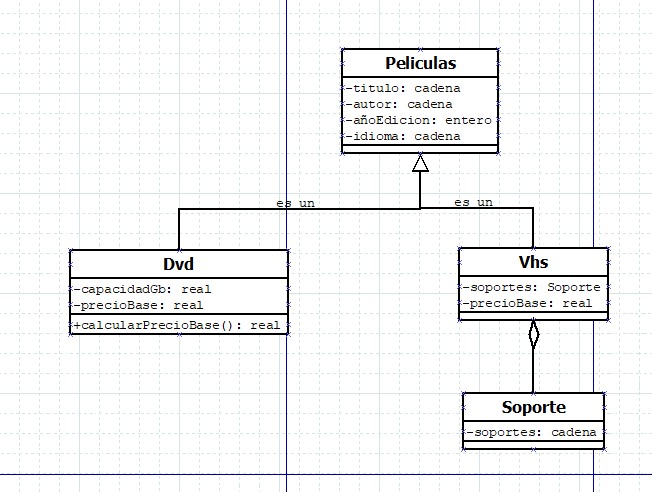 Peliculas
-titulo: cadena
-autor: cadena
-añoEdicion: entero
-idioma: cadena
es un
es un
Dvd
-capacidadGb: real
-precioBase: real
+calcularPrecioBase(): real
Vhs
-soportes: Soporte
-precioBase: real
Soporte
-soportes: cadena